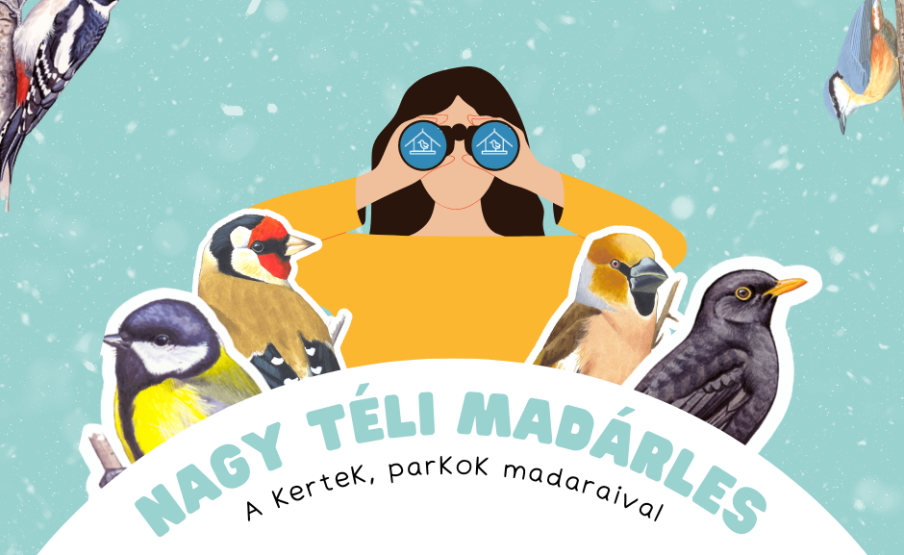 NAGY TÉLI MADÁRLES
A Kertek, parkok madaraival